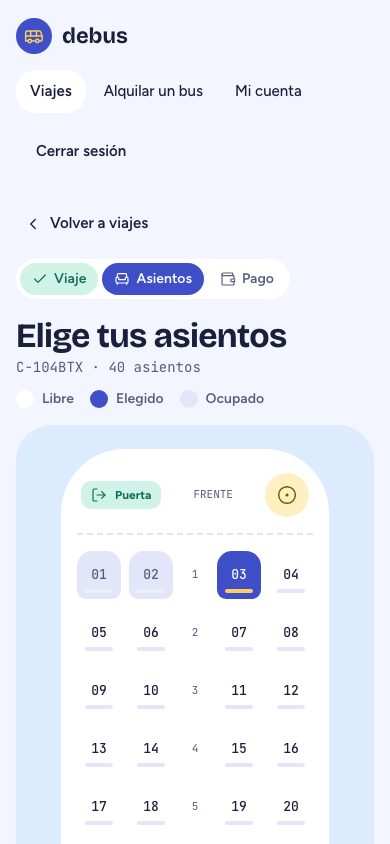 debus
Viajes Alquilar un bus Mi cuenta
Cerrar sesión
Volver a viajes
Viaje Asientos Pago
Elige tus asientos
C-104BTX · 40 asientos
Libre Elegido Ocupado
Puerta FRENTE
01 02 1 03 04
05 06 2 07 08
09 10 3 11 12
13 14 4 15 16
17 18 5 19 20